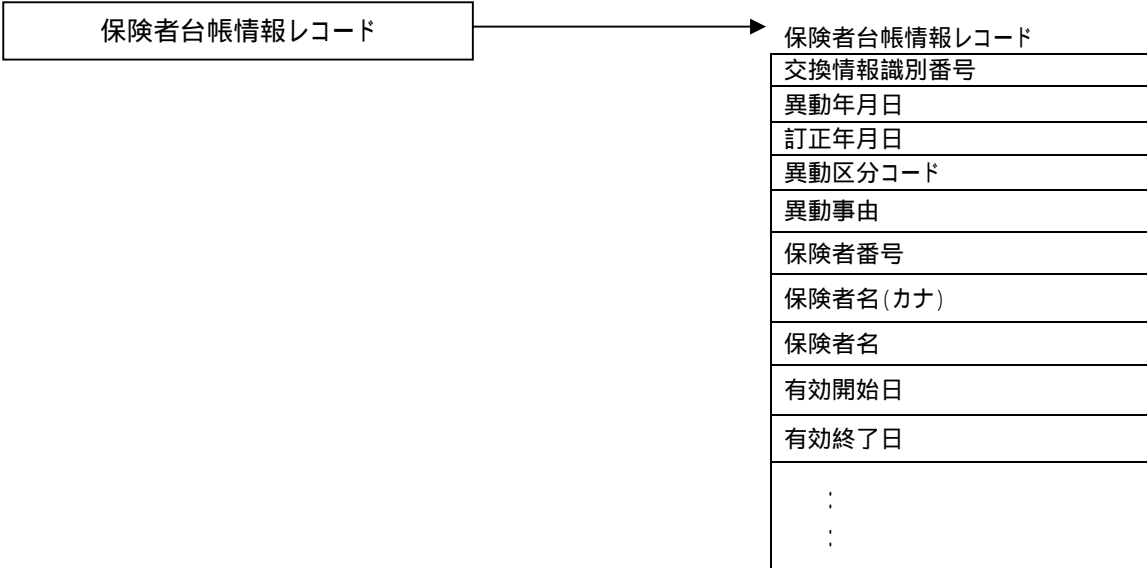 保険者台帳情報レコード
保険者台帳情報レコード
交換情報識別番号
異動年月日
訂正年月日
異動区分コード
異動事由
保険者番号
保険者名(カナ)
保険者名
有効開始日
有効終了日
:
: